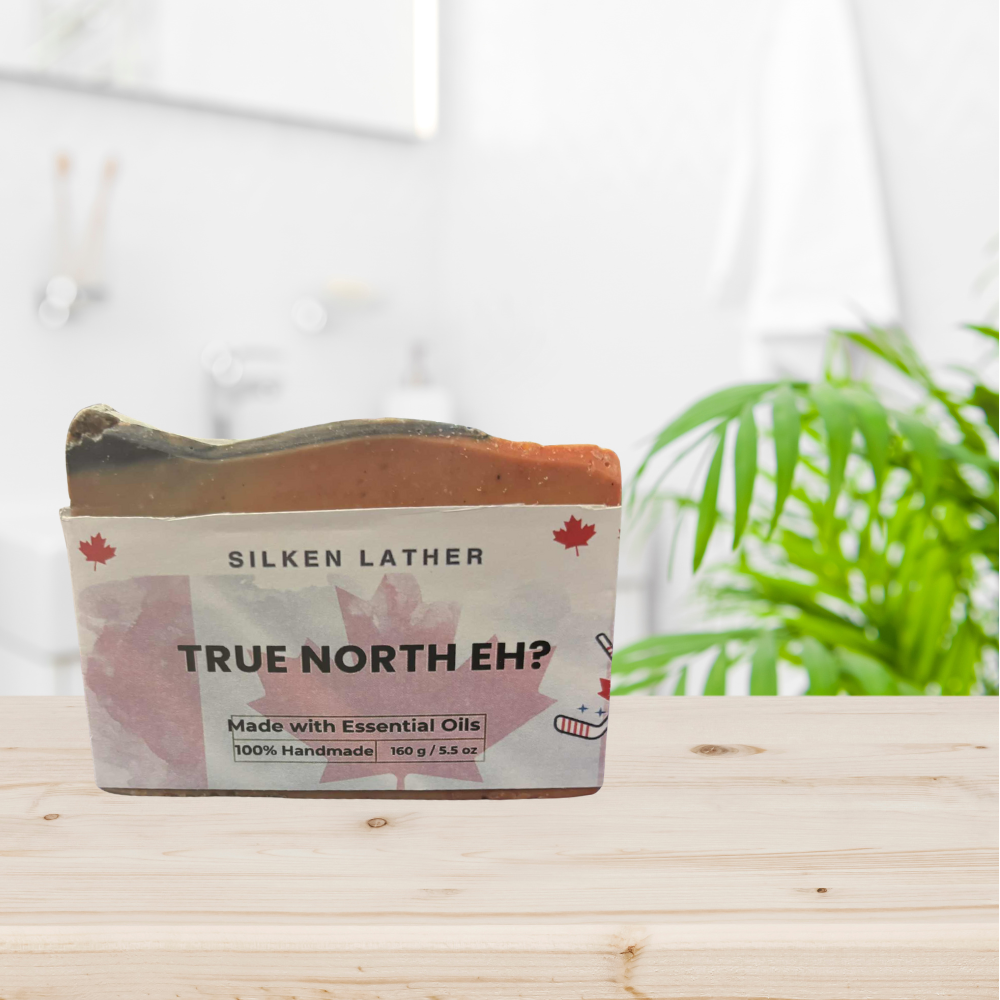 SILKEN LATHER
TRUE NORTH EH?
Made with Essential Oils
100% Handmade 160 g / 5.5 oz